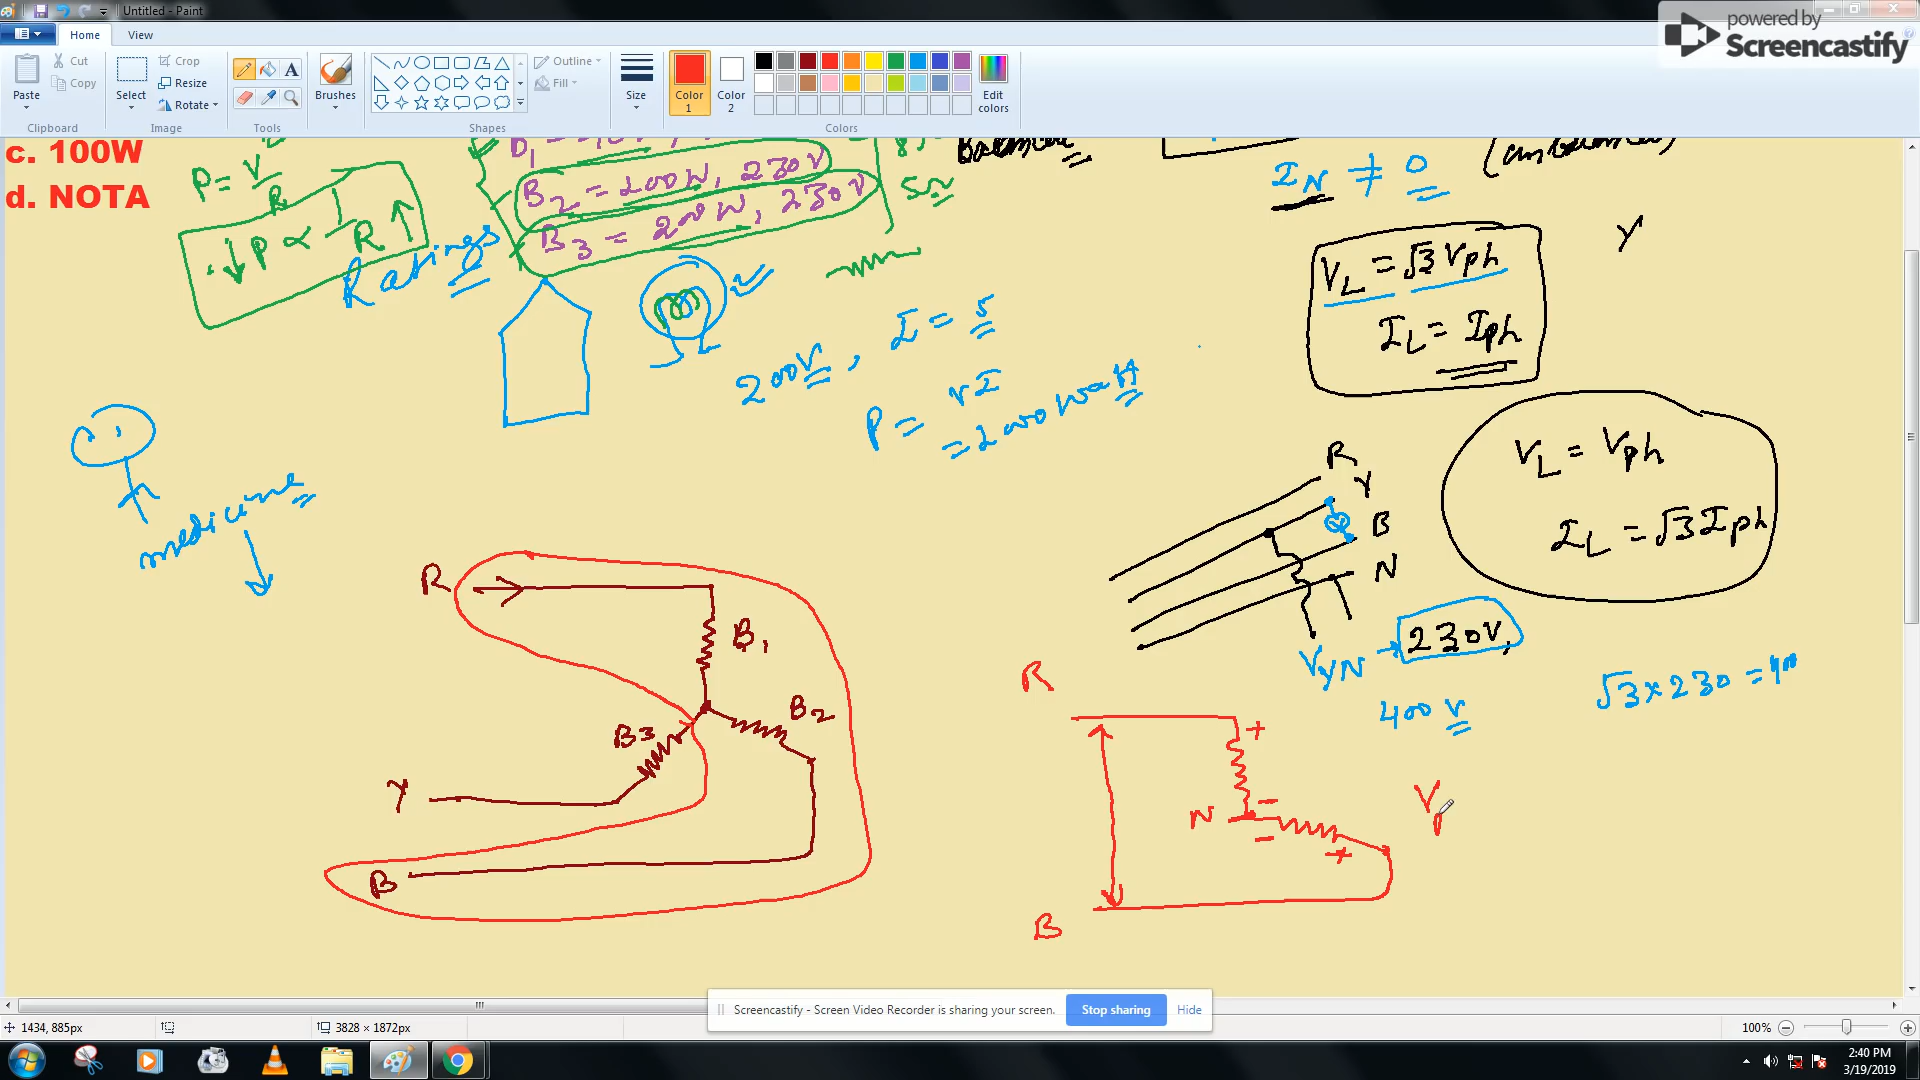 Untitled - Paint
powered by
Screencastify
Home
View
Paste
Cut
Copy
Clipboard
Select
Crop
Resize
Rotate
Image
A
Tools
Brushes
Shapes
Outline
Fill
Size
Color
1
Color
2
Edit
colors
Colors
c. 100W
d. NOTA
P = V²
R
↓ P ∝ 1
R ↑
Ratings
B2 = 200W, 230V
B3 = 200W, 230V
5Ω
IN ≠ 0
Y
VL = √3 Vph
IL = Iph
200V, I = 5
P = VI
medicine
VL = Vph
IL = √3 Iph
R
Y
B
N
VYN → 230V,
400 V
√3 × 230 =
R
B1
B2
B3
Y
B
R
+
N
−
−
+
B
V
Screencastify - Screen Video Recorder is sharing your screen.
Stop sharing
Hide
1434, 885px
3828 × 1872px
100%
2:40 PM
3/19/2019